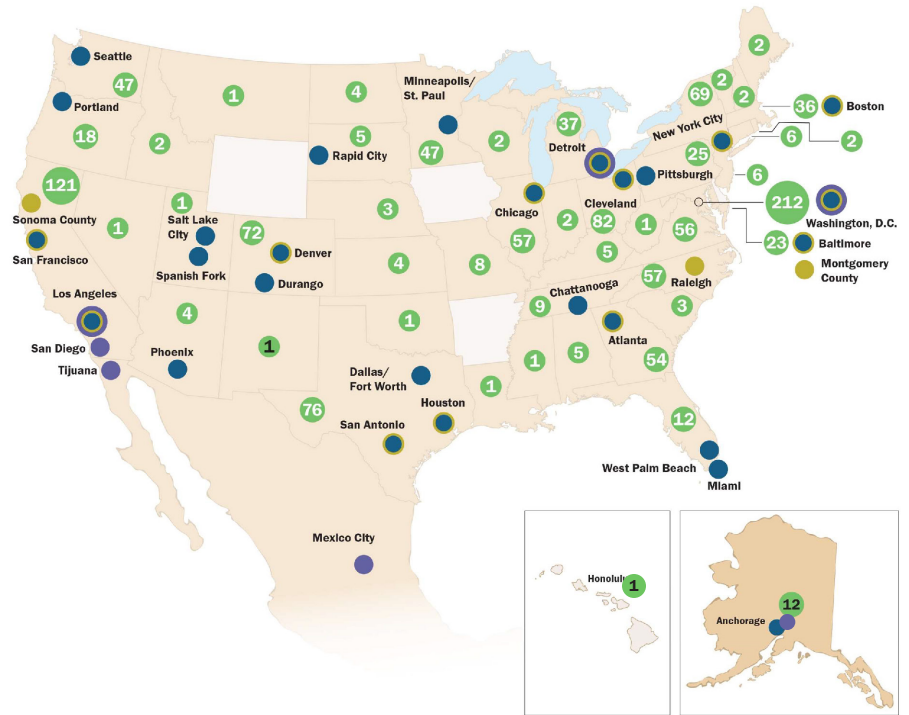 2
Seattle
Minneapolis/
St. Paul
47
1
4
69
2
2
36
Boston
Portland
New York City
37
18
2
5
47
2
Detroit
6
2
Rapid City
25
Pittsburgh
6
121
Sonoma County
1
3
Chicago
Cleveland
212
Washington, D.C.
Salt Lake
City
1
72
57
2
82
1
56
23
Baltimore
San Francisco
Spanish Fork
Denver
4
8
5
Montgomery
County
Durango
57
Raleigh
Los Angeles
4
Chattanooga
9
3
1
Atlanta
San Diego
Phoenix
1
Tijuana
Dallas/
Fort Worth
1
5
54
1
76
Houston
San Antonio
12
West Palm Beach
Miami
Mexico City
Honolu
1
12
Anchorage